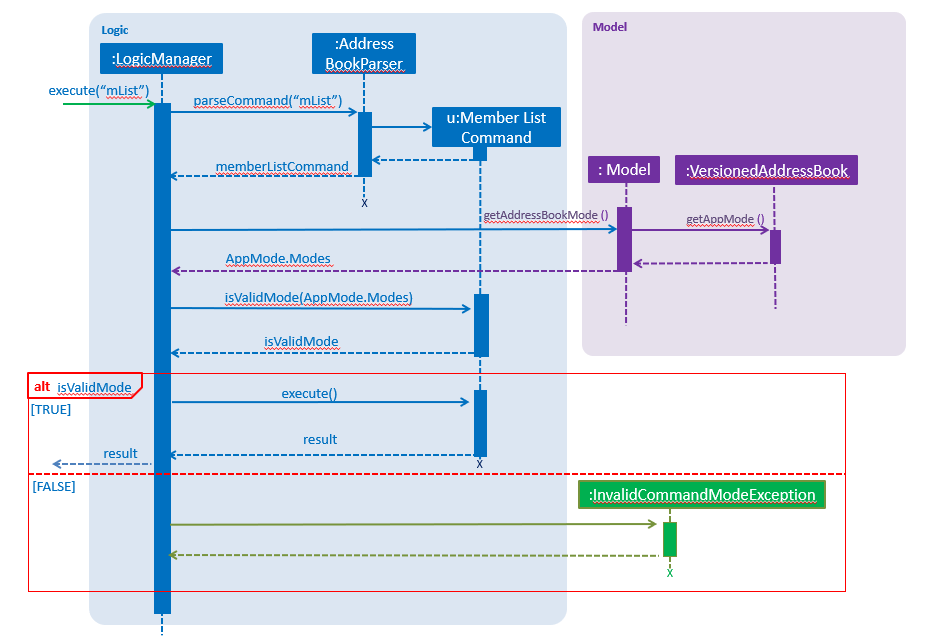 Logic
Model
:LogicManager
:Address
BookParser
execute(“mList”)
parseCommand(“mList”)
u:Member List
Command
memberListCommand
X
: Model
:VersionedAddressBook
getAddressBookMode ()
getAppMode ()
AppMode.Modes
isValidMode(AppMode.Modes)
isValidMode
alt isValidMode
[TRUE]
execute()
result
result
X
[FALSE]
:InvalidCommandModeException
X